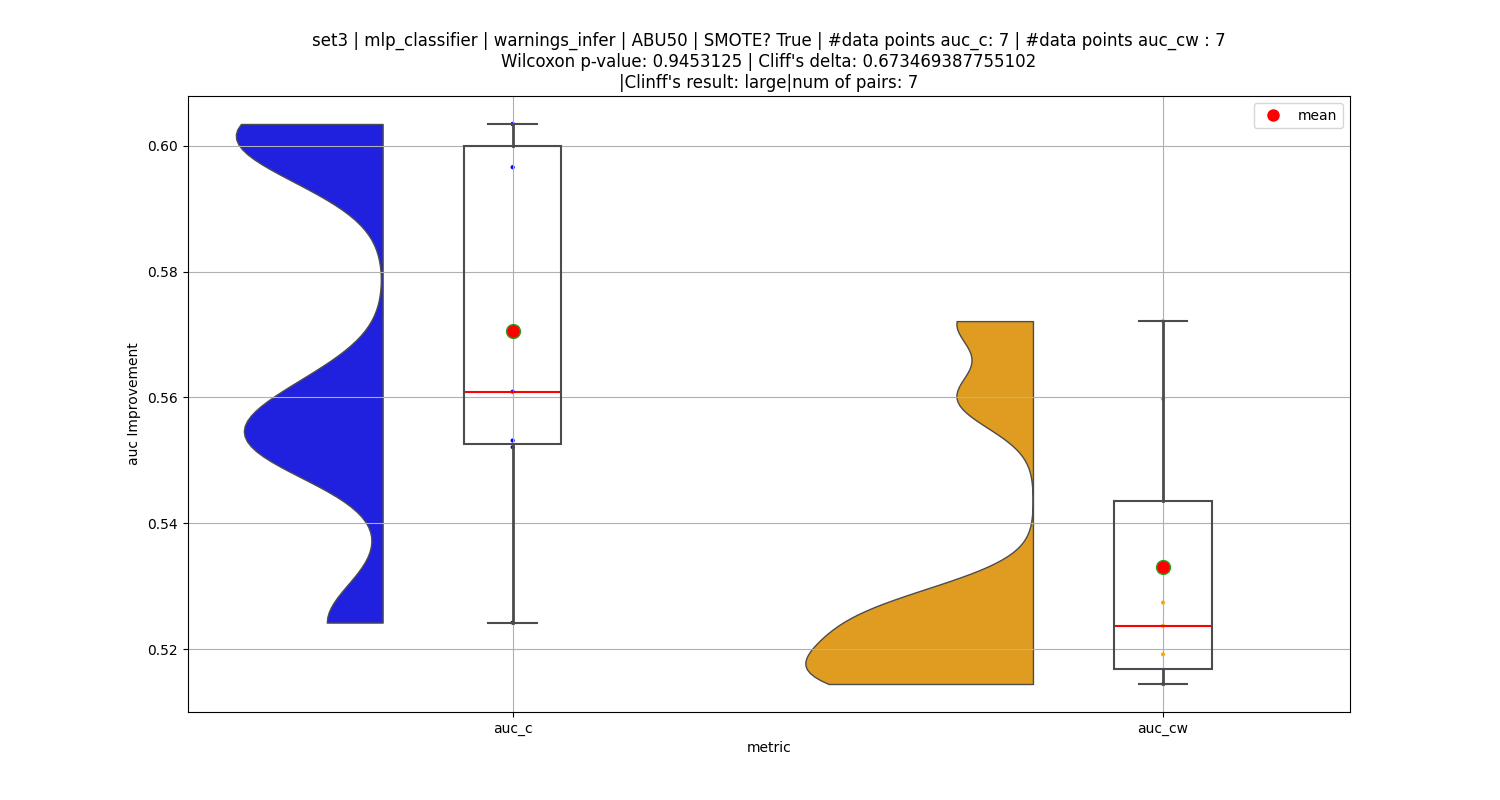 set3 | mlp_classifier | warnings_infer | ABU50 | SMOTE? True | #data points auc_c: 7 | #data points auc_cw : 7
Wilcoxon p-value: 0.9453125 | Cliff's delta: 0.673469387755102
|Clinff's result: large|num of pairs: 7
mean
0.60
0.58
0.56
0.54
0.52
auc Improvement
auc_c
auc_cw
metric